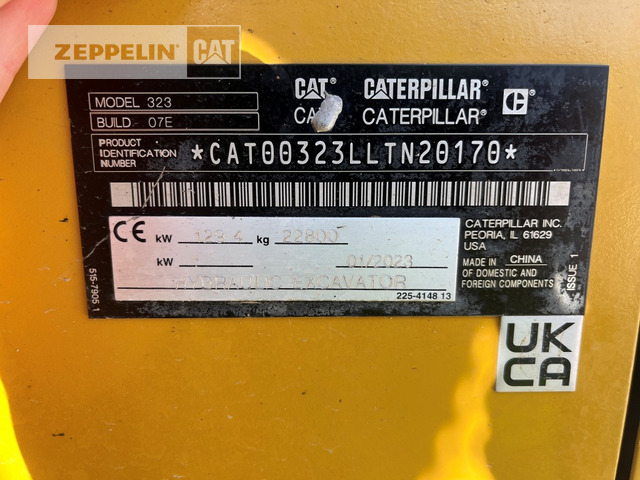 ZEPPELIN CAT
CAT CATERPILLAR®
MODEL 323
CATERPILLAR®
BUILD 07E
PRODUCT
IDENTIFICATION
NUMBER
*CAT00323LLTN20170*
CE kW 129.4 kg 22800
kW 01/2023
HYDRAULIC EXCAVATOR
225-4148 13
515-7905 1
CATERPILLAR INC.
PEORIA, IL 61629
USA
MADE IN CHINA
OF DOMESTIC AND
FOREIGN COMPONENTS
ISSUE 1
UK
CA